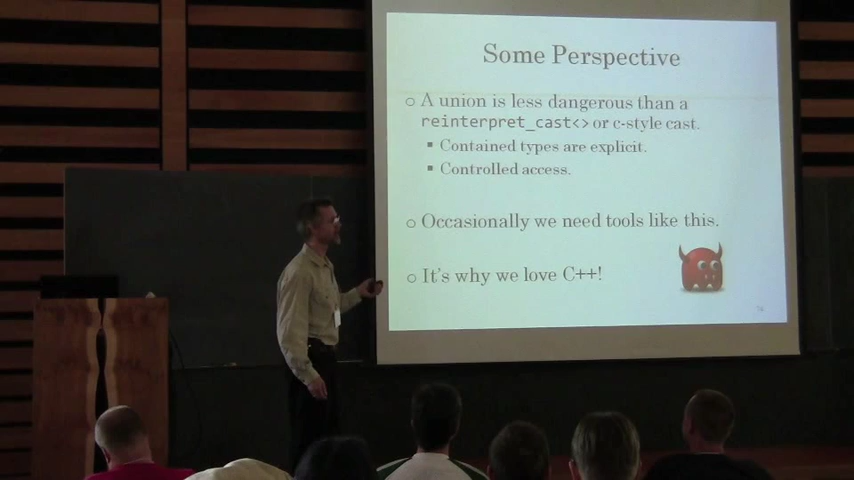 Some Perspective
A union is less dangerous than a
reinterpret_cast<> or c-style cast.
Contained types are explicit.
Controlled access.
Occasionally we need tools like this.
It's why we love C++!